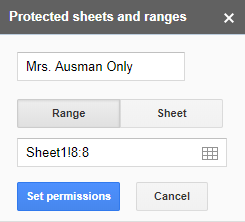 Protected sheets and ranges ×
Mrs. Ausman Only
Range Sheet
Sheet1!8:8
Set permissions Cancel